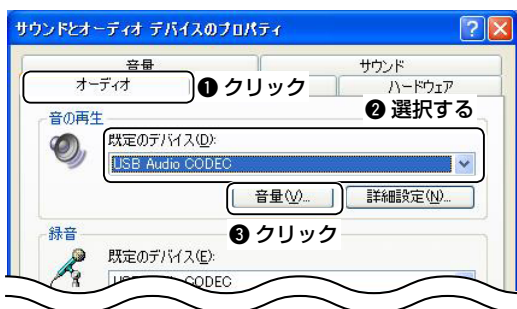 サウンドとオーディオ デバイスのプロパティ
音量
サウンド
オーディオ
❶ クリック
ハードウェア
❷ 選択する
音の再生
既定のデバイス(D):
USB Audio CODEC
音量(V)...
詳細設定(N)...
❸ クリック
録音
既定のデバイス(E):
USB Audio CODEC